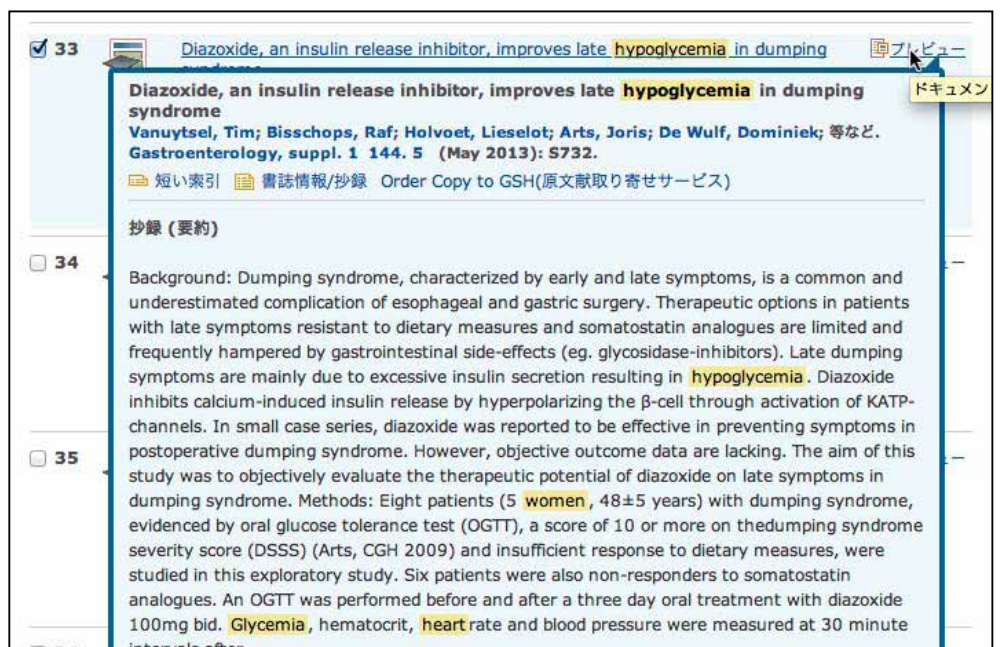 33
Diazoxide, an insulin release inhibitor, improves late hypoglycemia in dumping
プレビュー
ドキュメン
Diazoxide, an insulin release inhibitor, improves late hypoglycemia in dumping
syndrome
Vanuytsel, Tim; Bisschops, Raf; Holvoet, Lieselot; Arts, Joris; De Wulf, Dominiek; 等など.
Gastroenterology, suppl. 1 144. 5 (May 2013): S732.
短い索引 書誌情報/抄録 Order Copy to GSH(原文献取り寄せサービス)
抄録 (要約)
34
Background: Dumping syndrome, characterized by early and late symptoms, is a common and
underestimated complication of esophageal and gastric surgery. Therapeutic options in patients
with late symptoms resistant to dietary measures and somatostatin analogues are limited and
frequently hampered by gastrointestinal side-effects (eg. glycosidase-inhibitors). Late dumping
symptoms are mainly due to excessive insulin secretion resulting in hypoglycemia. Diazoxide
inhibits calcium-induced insulin release by hyperpolarizing the β-cell through activation of KATP-
channels. In small case series, diazoxide was reported to be effective in preventing symptoms in
35
postoperative dumping syndrome. However, objective outcome data are lacking. The aim of this
study was to objectively evaluate the therapeutic potential of diazoxide on late symptoms in
dumping syndrome. Methods: Eight patients (5 women, 48±5 years) with dumping syndrome,
evidenced by oral glucose tolerance test (OGTT), a score of 10 or more on thedumping syndrome
severity score (DSSS) (Arts, CGH 2009) and insufficient response to dietary measures, were
studied in this exploratory study. Six patients were also non-responders to somatostatin
analogues. An OGTT was performed before and after a three day oral treatment with diazoxide
100mg bid. Glycemia, hematocrit, heart rate and blood pressure were measured at 30 minute